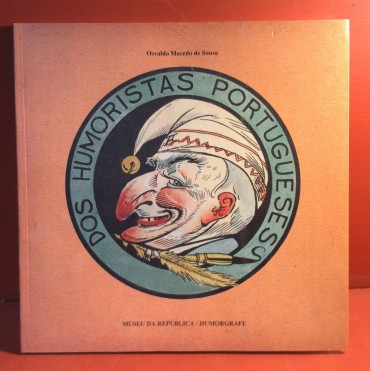 Osvaldo Macedo de Sousa
DOS HUMORISTAS PORTUGUESES
MUSEU DA REPÚBLICA / HUMORGRAFE